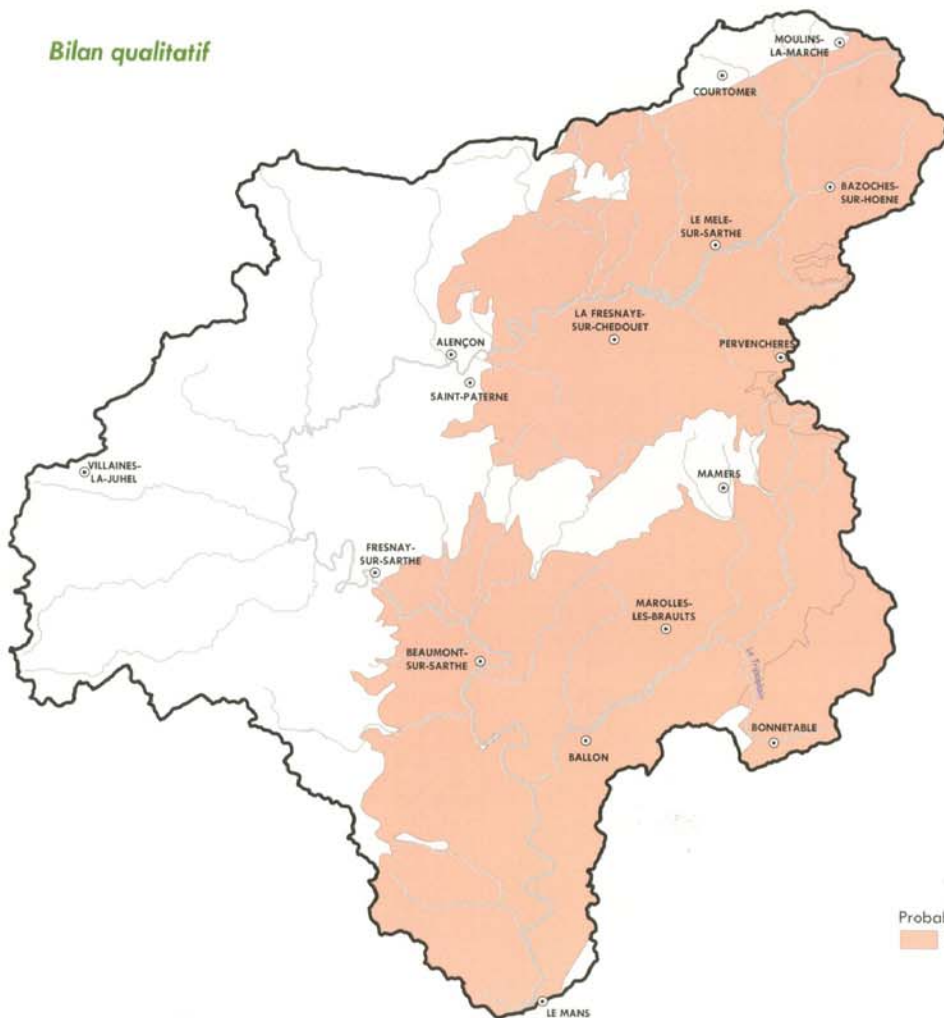 Bilan qualitatif
MOULINS-
LA-MARCHE
COURTOMER
BAZOCHES-
SUR-HOENE
LE MELE-
SUR-SARTHE
LA FRESNAYE-
SUR-CHEDOUET
ALENÇON
PERVENCHERES
SAINT-PATERNE
VILLAINES-
LA-JUHEL
MAMERS
FRESNAY-
SUR-SARTHE
MAROLLES-
LES-BRAULTS
BEAUMONT-
SUR-SARTHE
BONNETABLE
BALLON
Probal
LE MANS